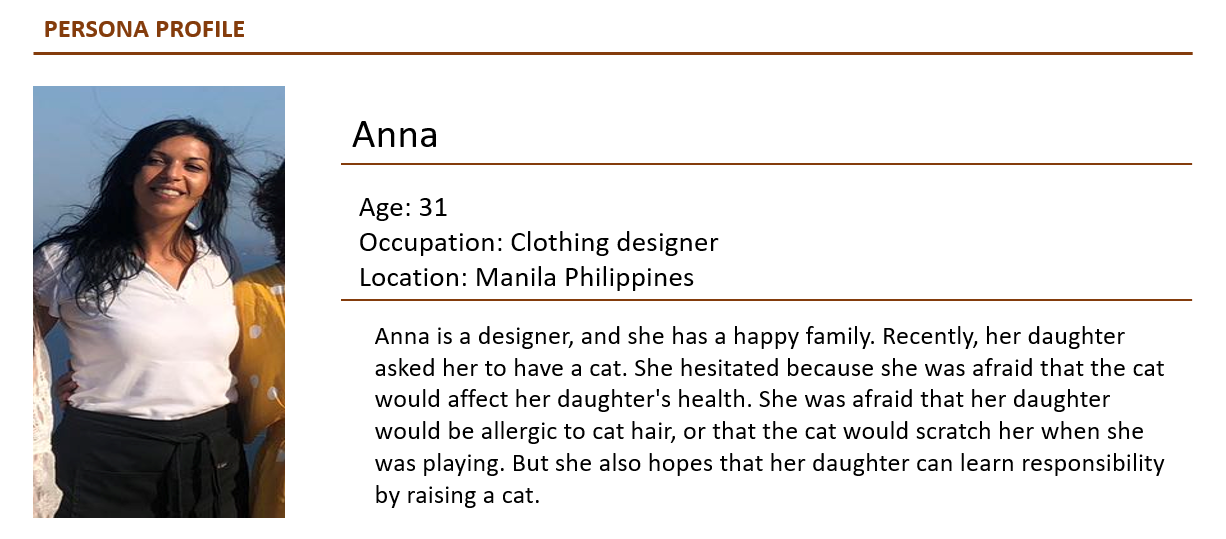 PERSONA PROFILE
Anna
Age: 31
Occupation: Clothing designer
Location: Manila Philippines
Anna is a designer, and she has a happy family. Recently, her daughter
asked her to have a cat. She hesitated because she was afraid that the cat
would affect her daughter's health. She was afraid that her daughter
would be allergic to cat hair, or that the cat would scratch her when she
was playing. But she also hopes that her daughter can learn responsibility
by raising a cat.